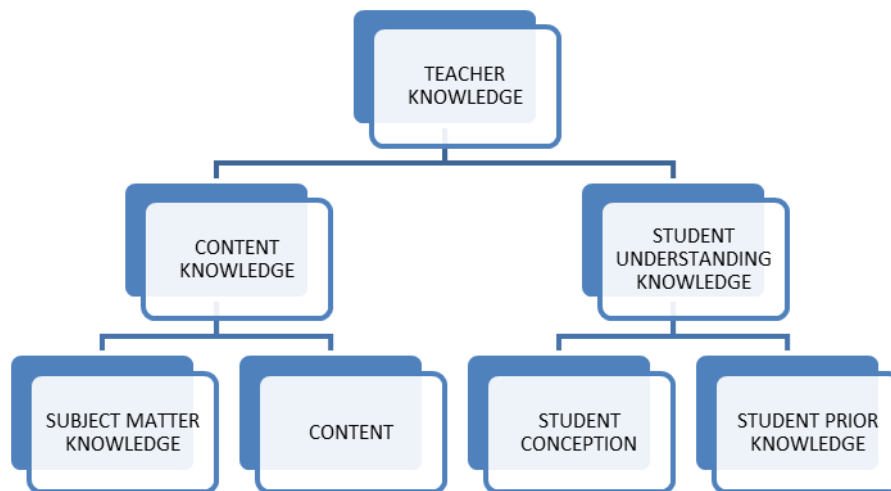 TEACHER
KNOWLEDGE
CONTENT
KNOWLEDGE
STUDENT
UNDERSTANDING
KNOWLEDGE
SUBJECT MATTER
KNOWLEDGE
CONTENT
STUDENT
CONCEPTION
STUDENT PRIOR
KNOWLEDGE